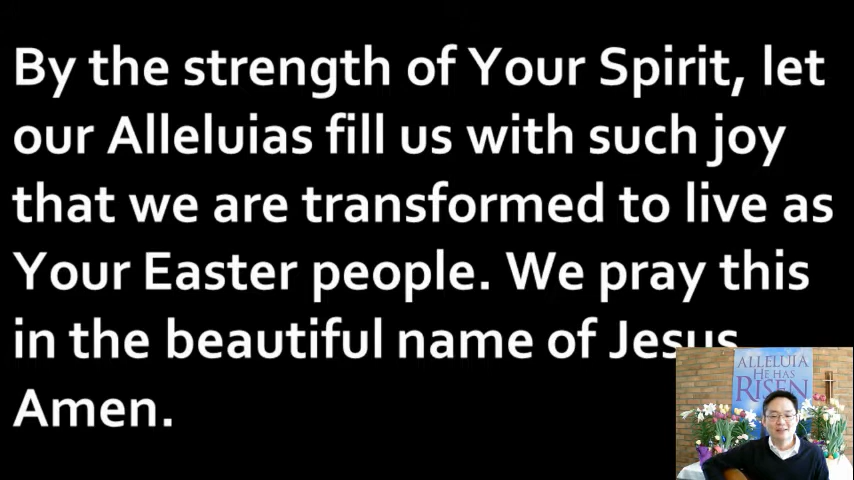 By the strength of Your Spirit, let
our Alleluias fill us with such joy
that we are transformed to live as
Your Easter people. We pray this
in the beautiful name of Jesus
Amen.
ALLELUIA
HE HAS
RISEN